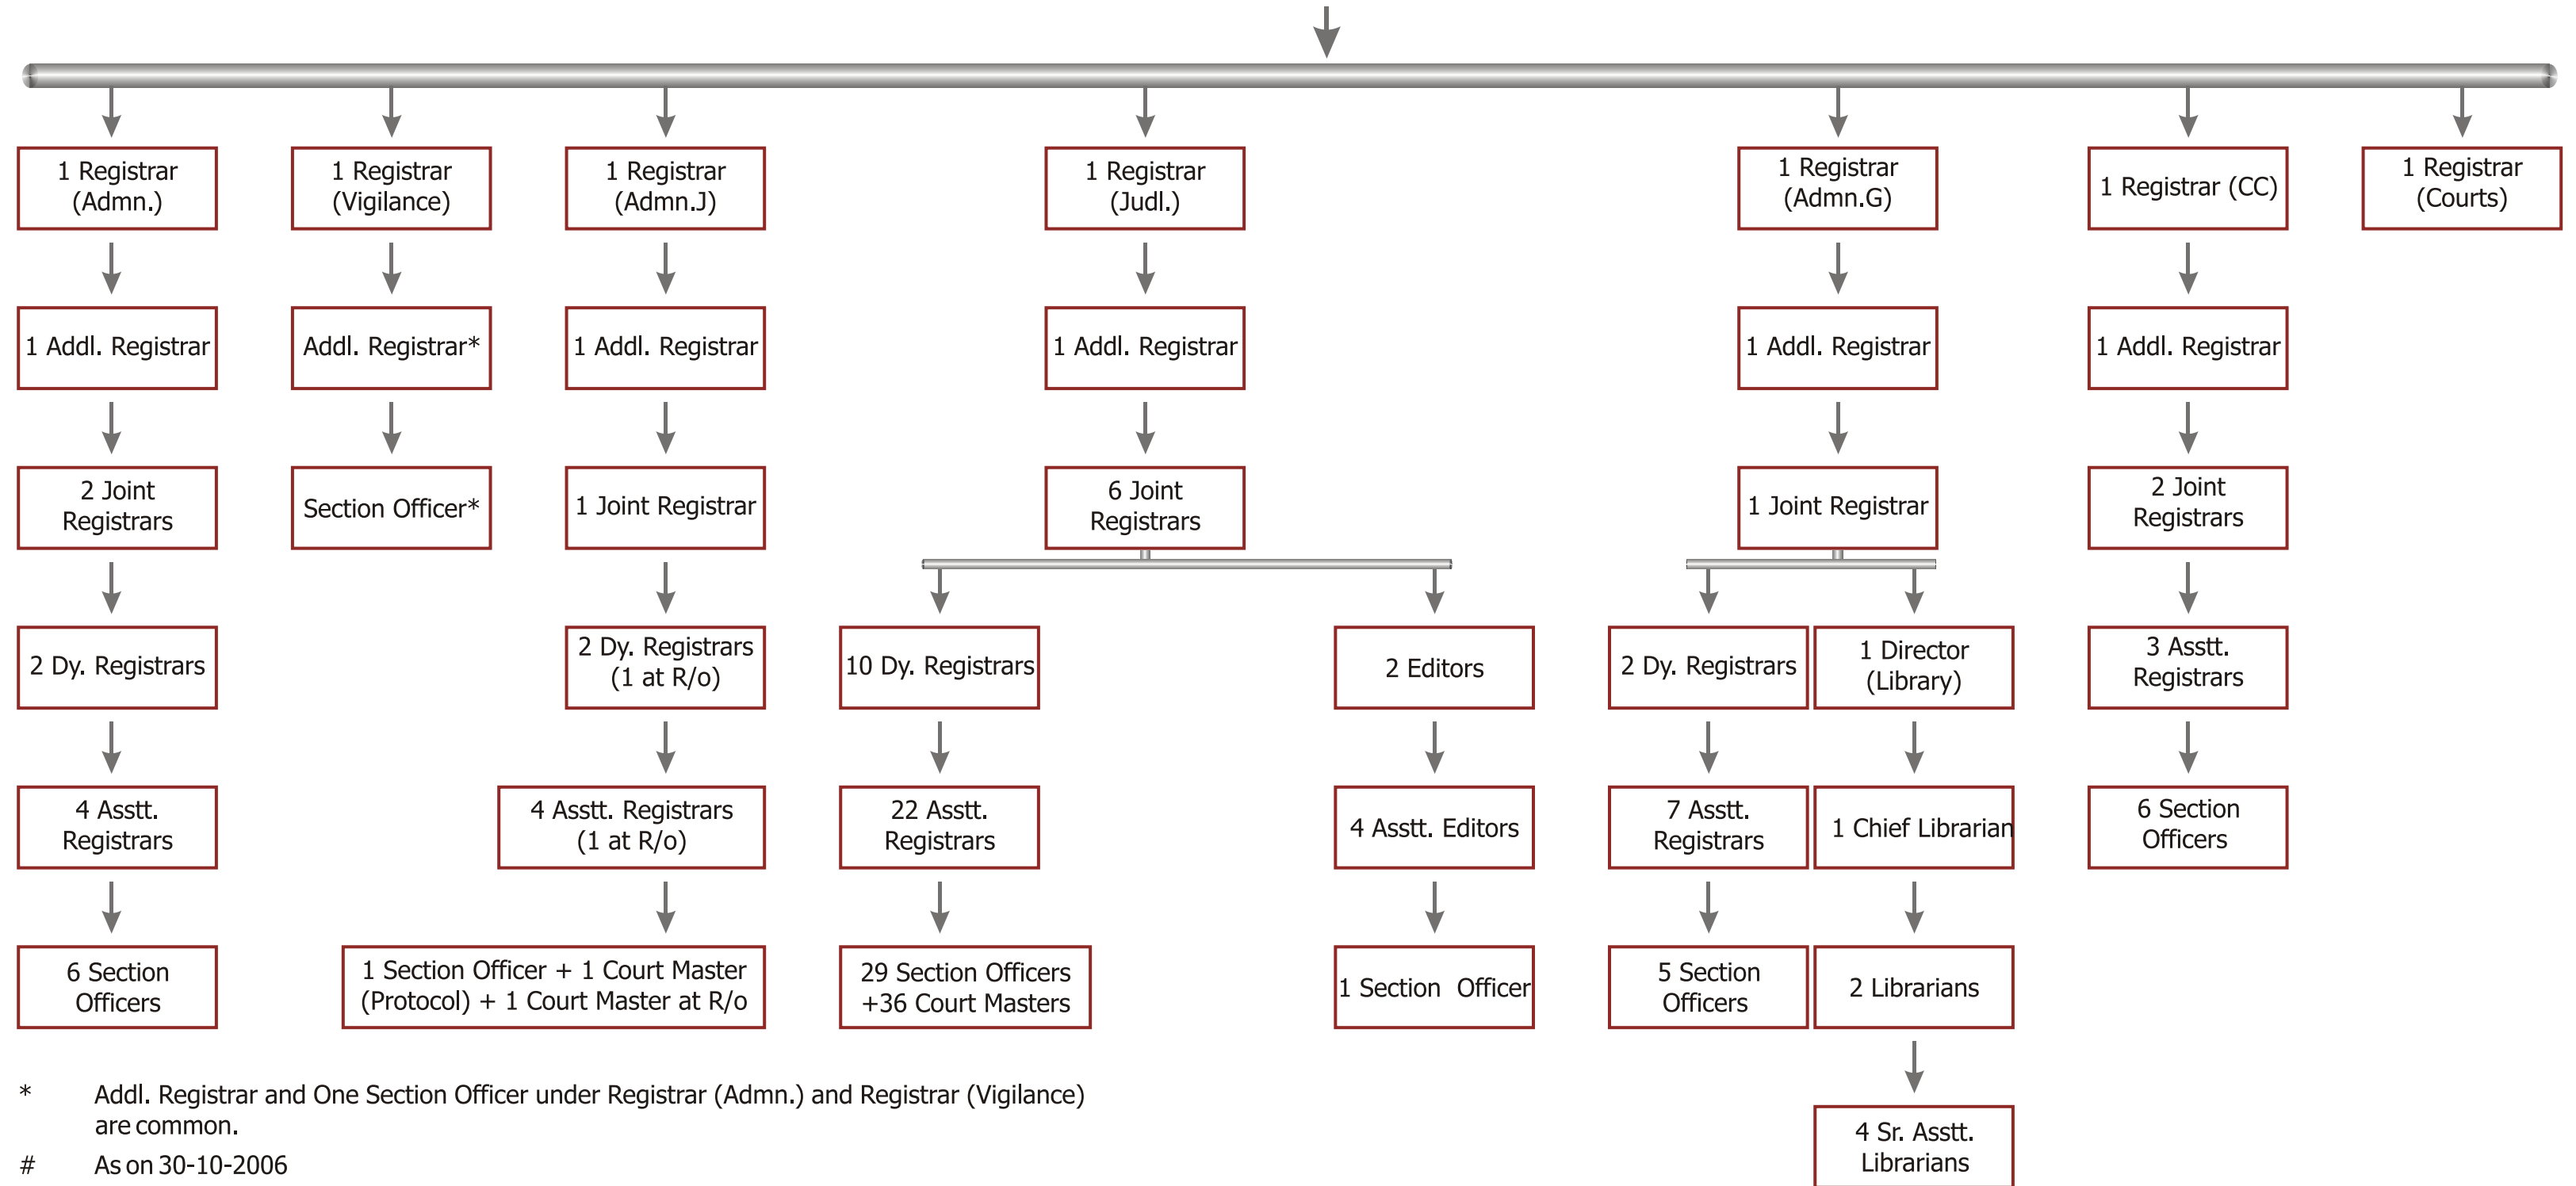 1 Registrar
(Admn.)
1 Registrar
(Vigilance)
1 Registrar
(Admn.J)
1 Registrar
(Judl.)
1 Registrar
(Admn.G)
1 Registrar (CC)
1 Registrar
(Courts)
1 Addl. Registrar
Addl. Registrar*
1 Addl. Registrar
1 Addl. Registrar
1 Addl. Registrar
1 Addl. Registrar
2 Joint
Registrars
Section Officer*
1 Joint Registrar
6 Joint
Registrars
1 Joint Registrar
2 Joint
Registrars
2 Dy. Registrars
2 Dy. Registrars
(1 at R/o)
10 Dy. Registrars
2 Editors
2 Dy. Registrars
1 Director
(Library)
3 Asstt.
Registrars
4 Asstt.
Registrars
4 Asstt. Registrars
(1 at R/o)
22 Asstt.
Registrars
4 Asstt. Editors
7 Asstt.
Registrars
1 Chief Librarian
6 Section
Officers
6 Section
Officers
1 Section Officer + 1 Court Master
(Protocol) + 1 Court Master at R/o
29 Section Officers
+36 Court Masters
1 Section Officer
5 Section
Officers
2 Librarians
4 Sr. Asstt.
Librarians
* Addl. Registrar and One Section Officer under Registrar (Admn.) and Registrar (Vigilance)
are common.
# As on 30-10-2006